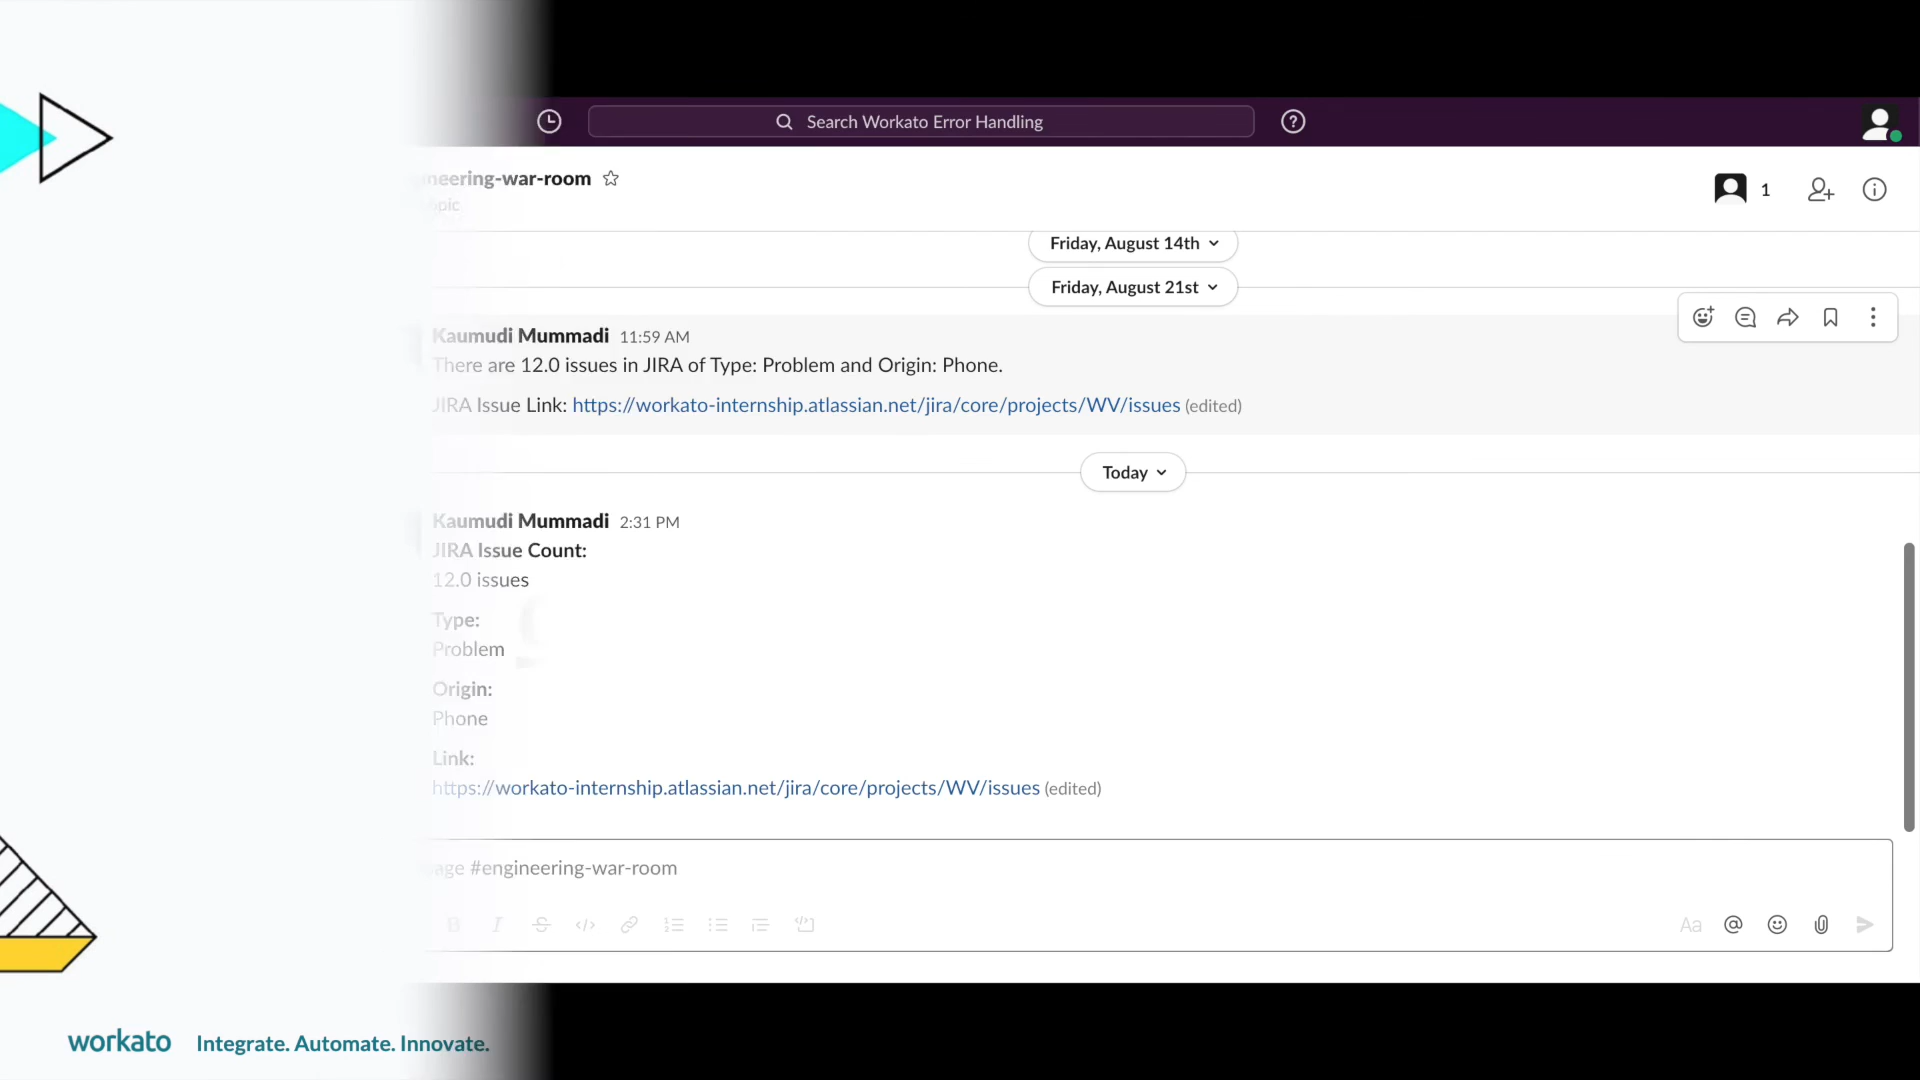 Search Workato Error Handling
neering-war-room
1
Friday, August 14th
Friday, August 21st
Kaumudi Mummadi 11:59 AM
There are 12.0 issues in JIRA of Type: Problem and Origin: Phone.
JIRA Issue Link: https://workato-internship.atlassian.net/jira/core/projects/WV/issues (edited)
Today
Kaumudi Mummadi 2:31 PM
JIRA Issue Count:
12.0 issues
Type:
Problem
Origin:
Phone
Link:
https://workato-internship.atlassian.net/jira/core/projects/WV/issues (edited)
#engineering-war-room
B I Aa
workato Integrate. Automate. Innovate.